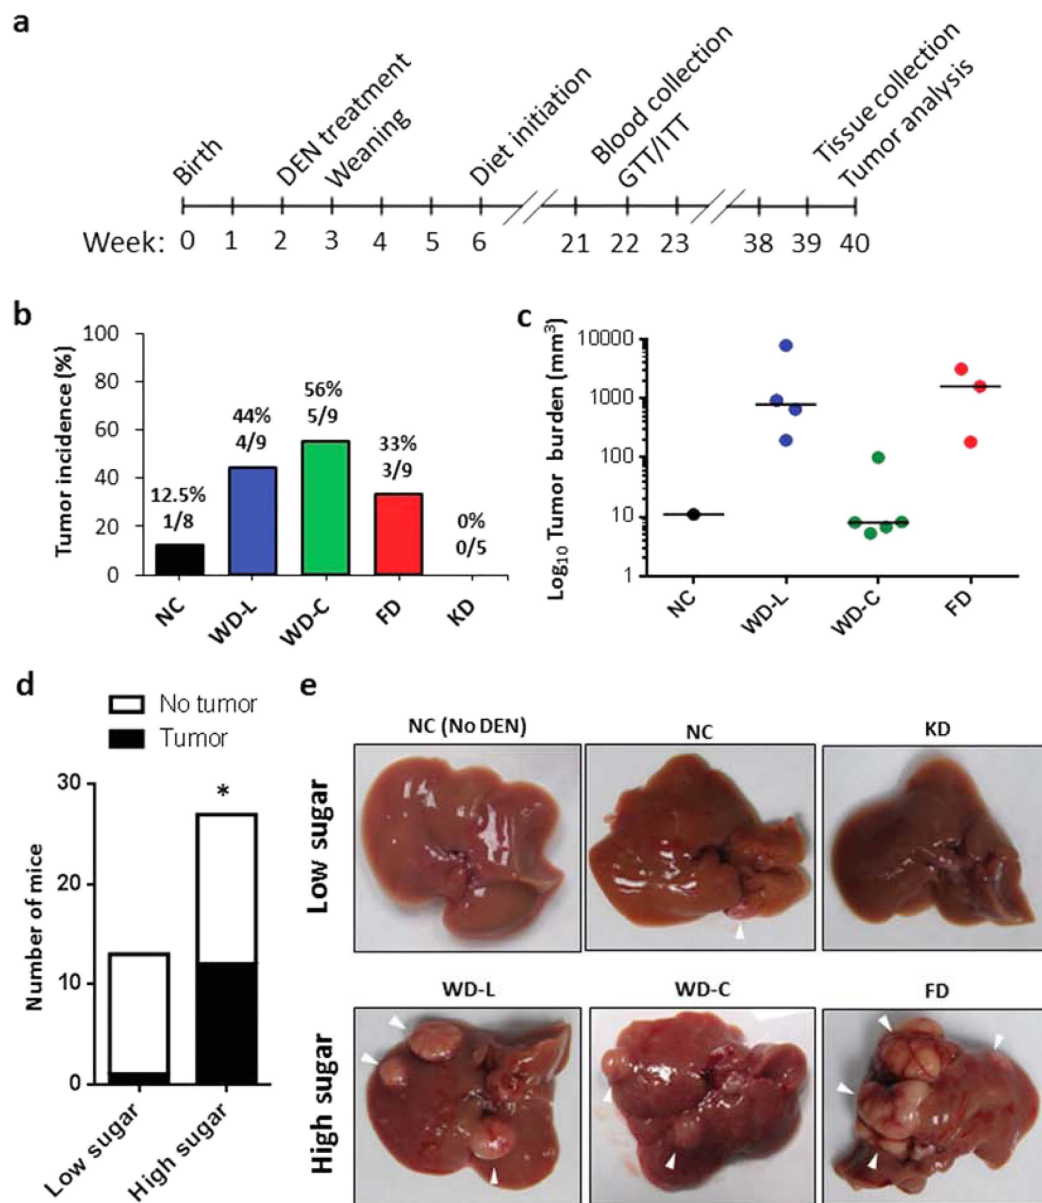 a
Birth
DEN treatment
Weaning
Diet initiation
Blood collection
GTT/ITT
Tissue collection
Tumor analysis
Week: 0 1 2 3 4 5 6 21 22 23 38 39 40
b
Tumor incidence (%)
100
80
60
40
20
0
12.5%
1/8
44%
4/9
56%
5/9
33%
3/9
0%
0/5
NC WD-L WD-C FD KD
c
Log₁₀ Tumor burden (mm³)
10000
1000
100
10
1
NC WD-L WD-C FD
d
No tumor
Tumor
Number of mice
30
20
10
0
*
Low sugar High sugar
e
Low sugar
NC (No DEN) NC KD
High sugar
WD-L WD-C FD